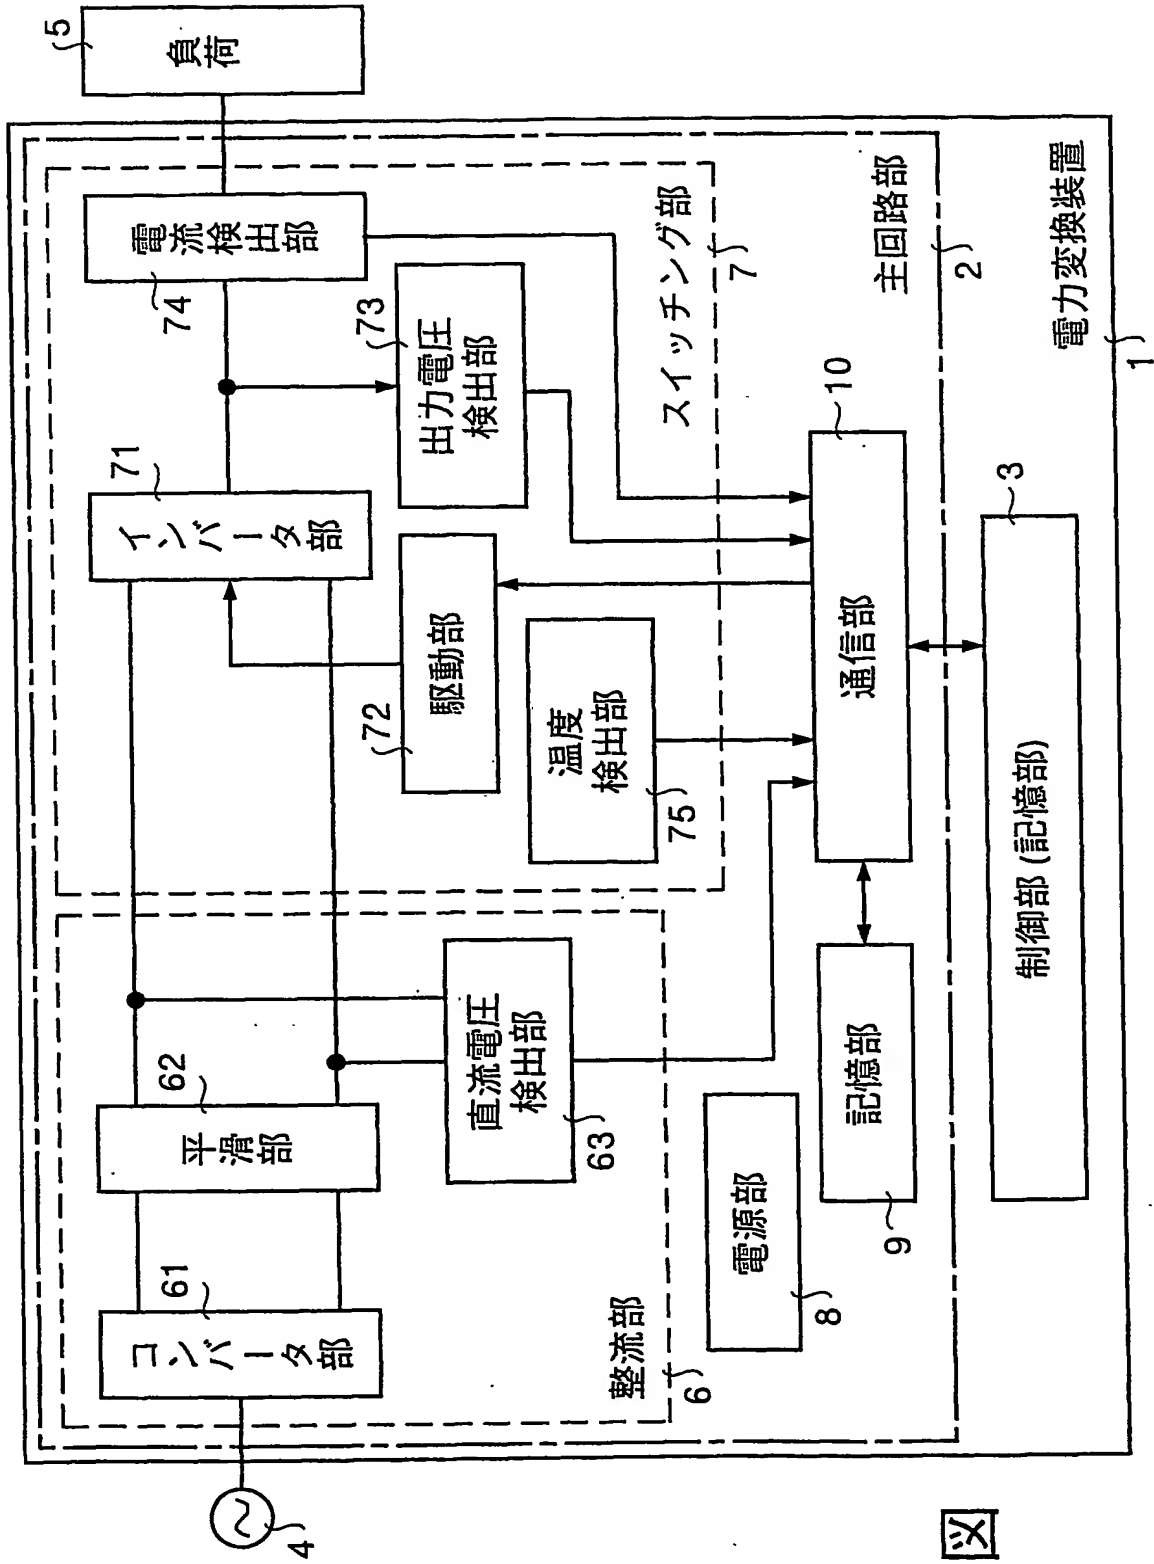 図
5
負荷
電流検出部
74
出力電圧
検出部
73
スイッチング部
7
主回路部
2
電力変換装置
1
インバータ部
71
駆動部
72
温度
検出部
75
通信部
10
制御部(記憶部)
3
平滑部
62
直流電圧
検出部
63
記憶部
9
電源部
8
コンバータ部
61
整流部
6
4